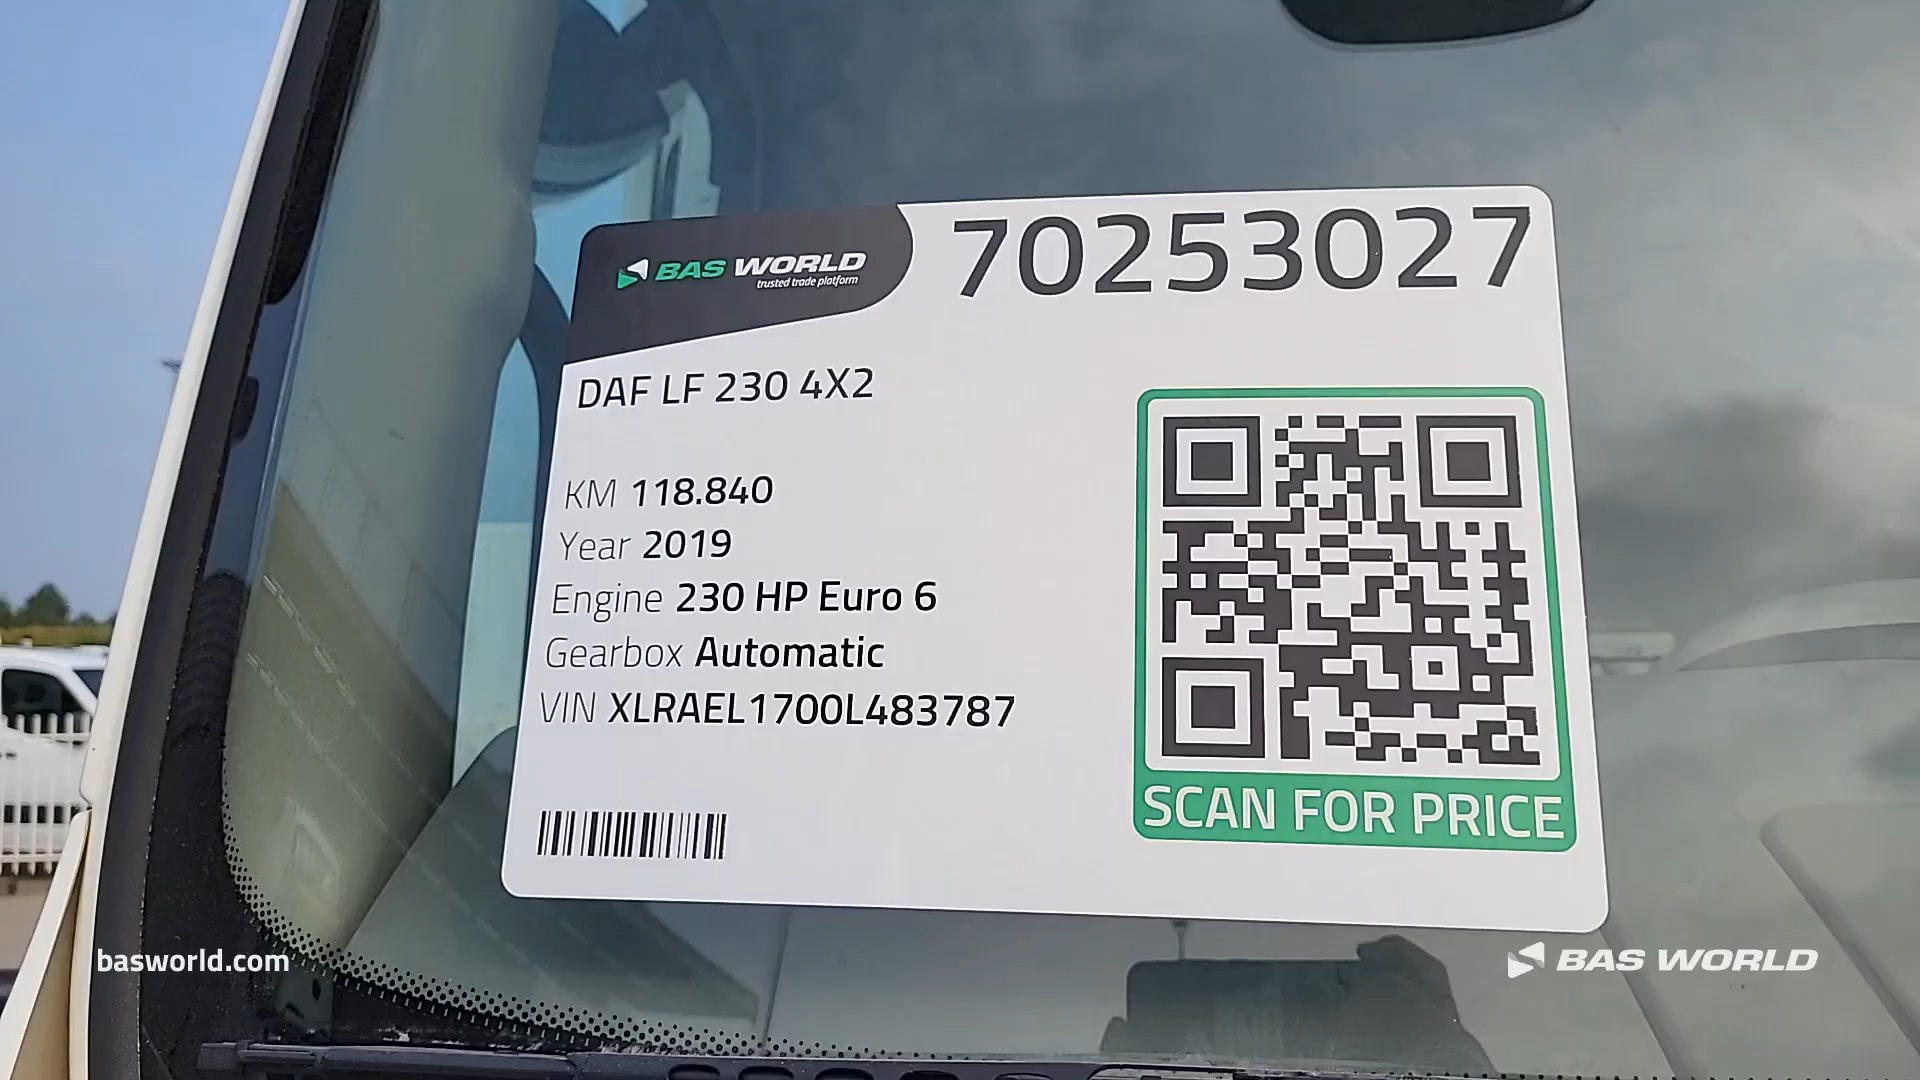 BAS WORLD
trusted trade platform
70253027
DAF LF 230 4X2
KM 118.840
Year 2019
Engine 230 HP Euro 6
Gearbox Automatic
VIN XLRAEL1700L483787
SCAN FOR PRICE
basworld.com
BAS WORLD